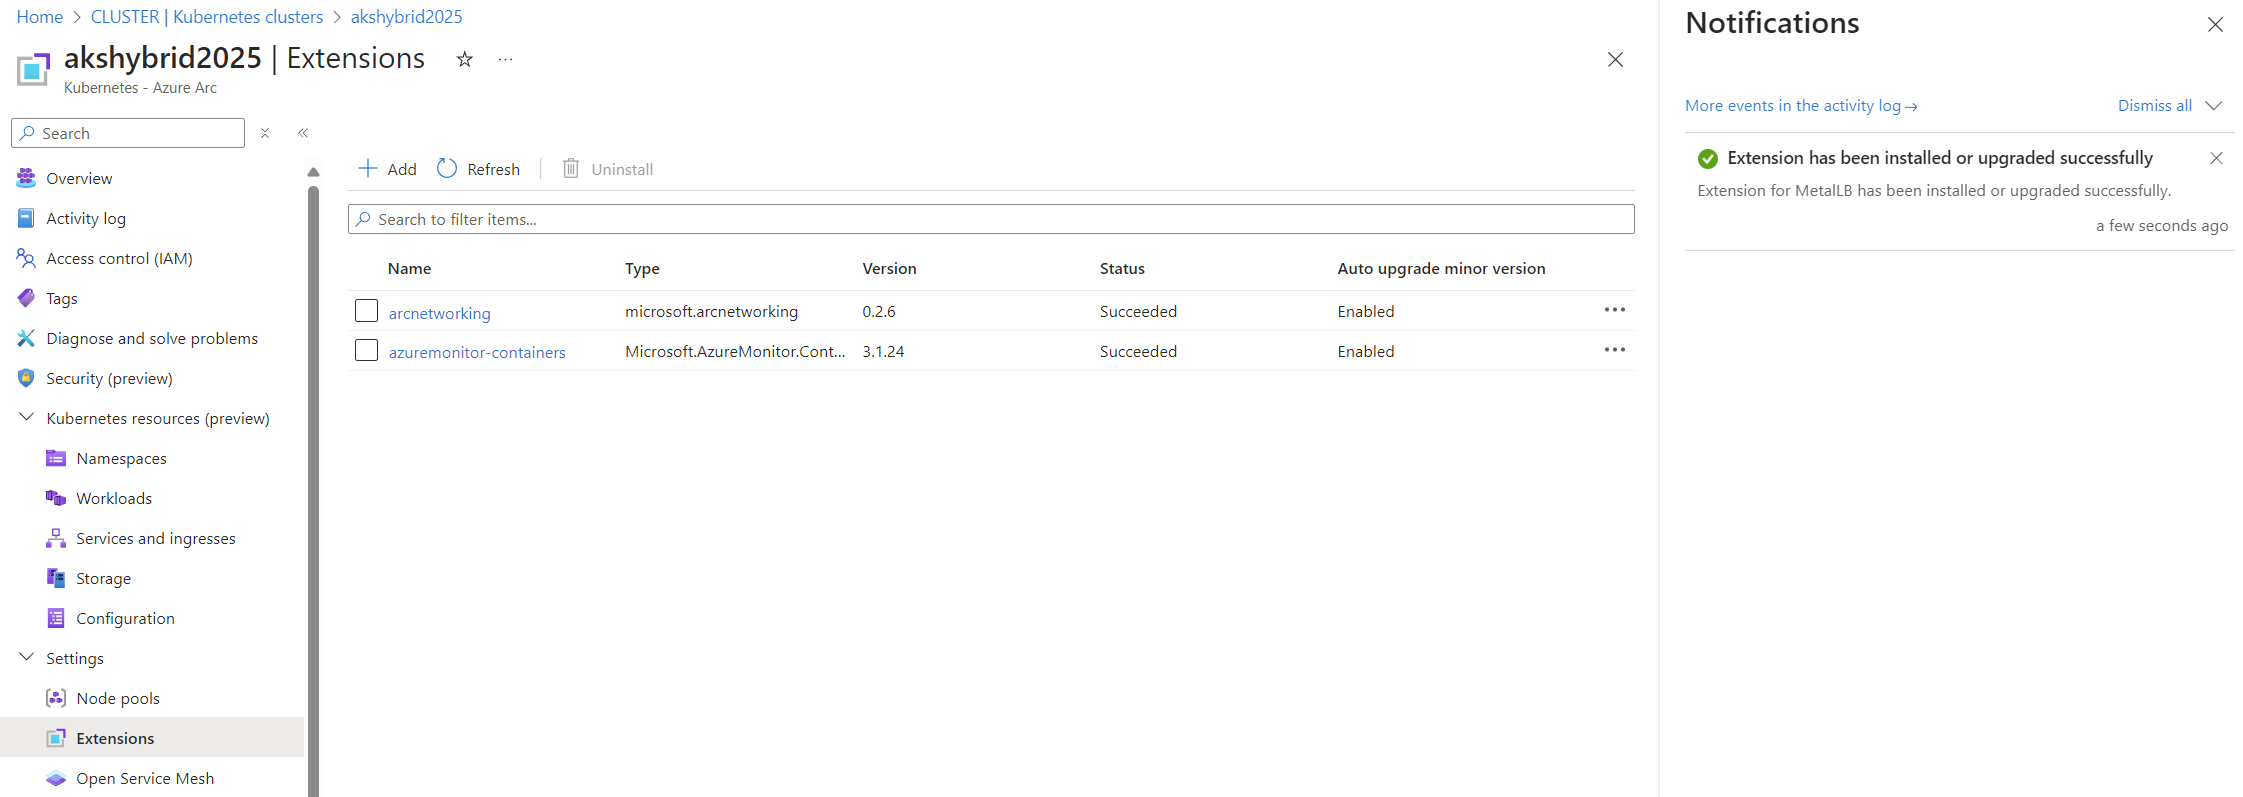 Home > CLUSTER | Kubernetes clusters > akshybrid2025
akshybrid2025 | Extensions
Kubernetes - Azure Arc
Search
Overview
Activity log
Access control (IAM)
Tags
Diagnose and solve problems
Security (preview)
Kubernetes resources (preview)
Namespaces
Workloads
Services and ingresses
Storage
Configuration
Settings
Node pools
Extensions
Open Service Mesh
Add Refresh Uninstall
Search to filter items...
Name Type Version Status Auto upgrade minor version
arcnetworking microsoft.arcnetworking 0.2.6 Succeeded Enabled
azuremonitor-containers Microsoft.AzureMonitor.Cont... 3.1.24 Succeeded Enabled
Notifications
More events in the activity log → Dismiss all
Extension has been installed or upgraded successfully
Extension for MetalLB has been installed or upgraded successfully.
a few seconds ago